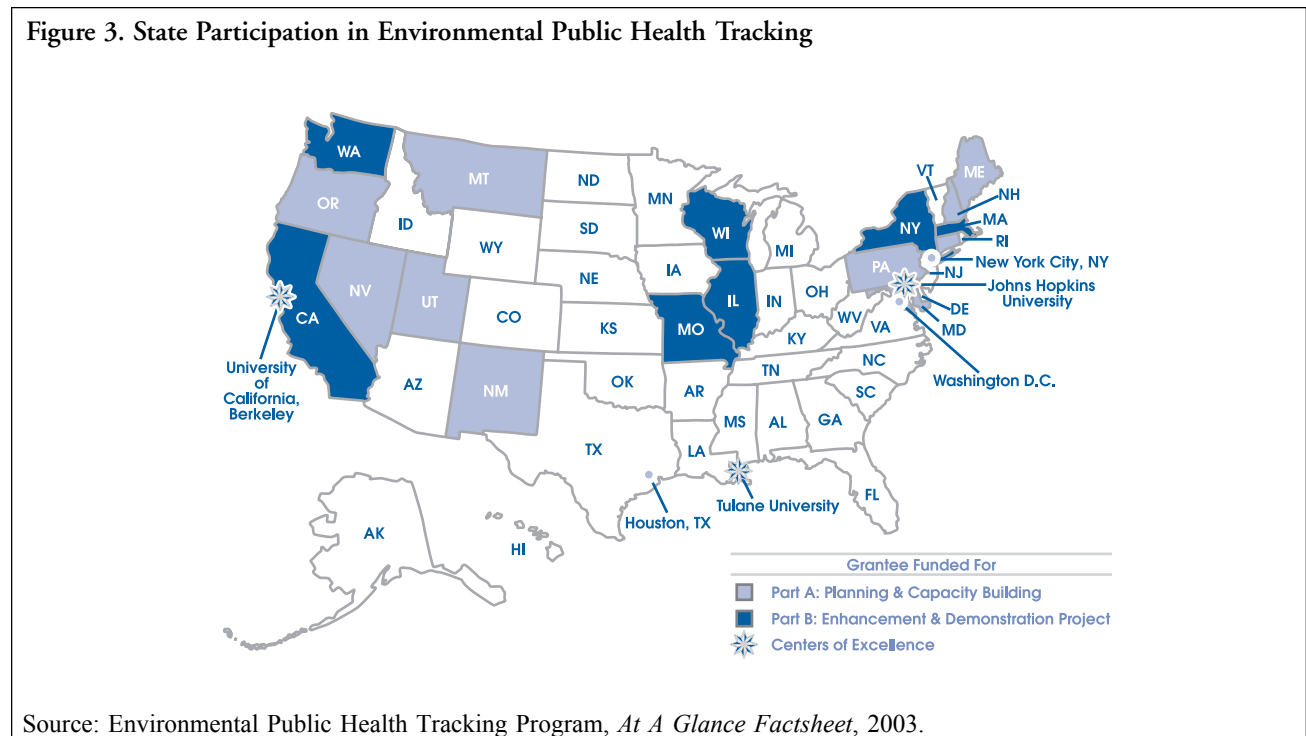 Figure 3. State Participation in Environmental Public Health Tracking
WA
MT
ND
MN
VT
ME
NH
OR
ID
SD
WI
MI
NY
MA
RI
WY
New York City, NY
IA
PA
NJ
NE
Johns Hopkins
University
NV
UT
IL
IN
OH
DE
CA
CO
WV
MD
KS
MO
VA
KY
University
of
California,
Berkeley
NC
TN
Washington D.C.
AZ
NM
OK
AR
SC
MS
AL
GA
TX
LA
FL
Tulane University
Houston, TX
AK
HI
Grantee Funded For
Part A: Planning & Capacity Building
Part B: Enhancement & Demonstration Project
Centers of Excellence
Source: Environmental Public Health Tracking Program, At A Glance Factsheet, 2003.